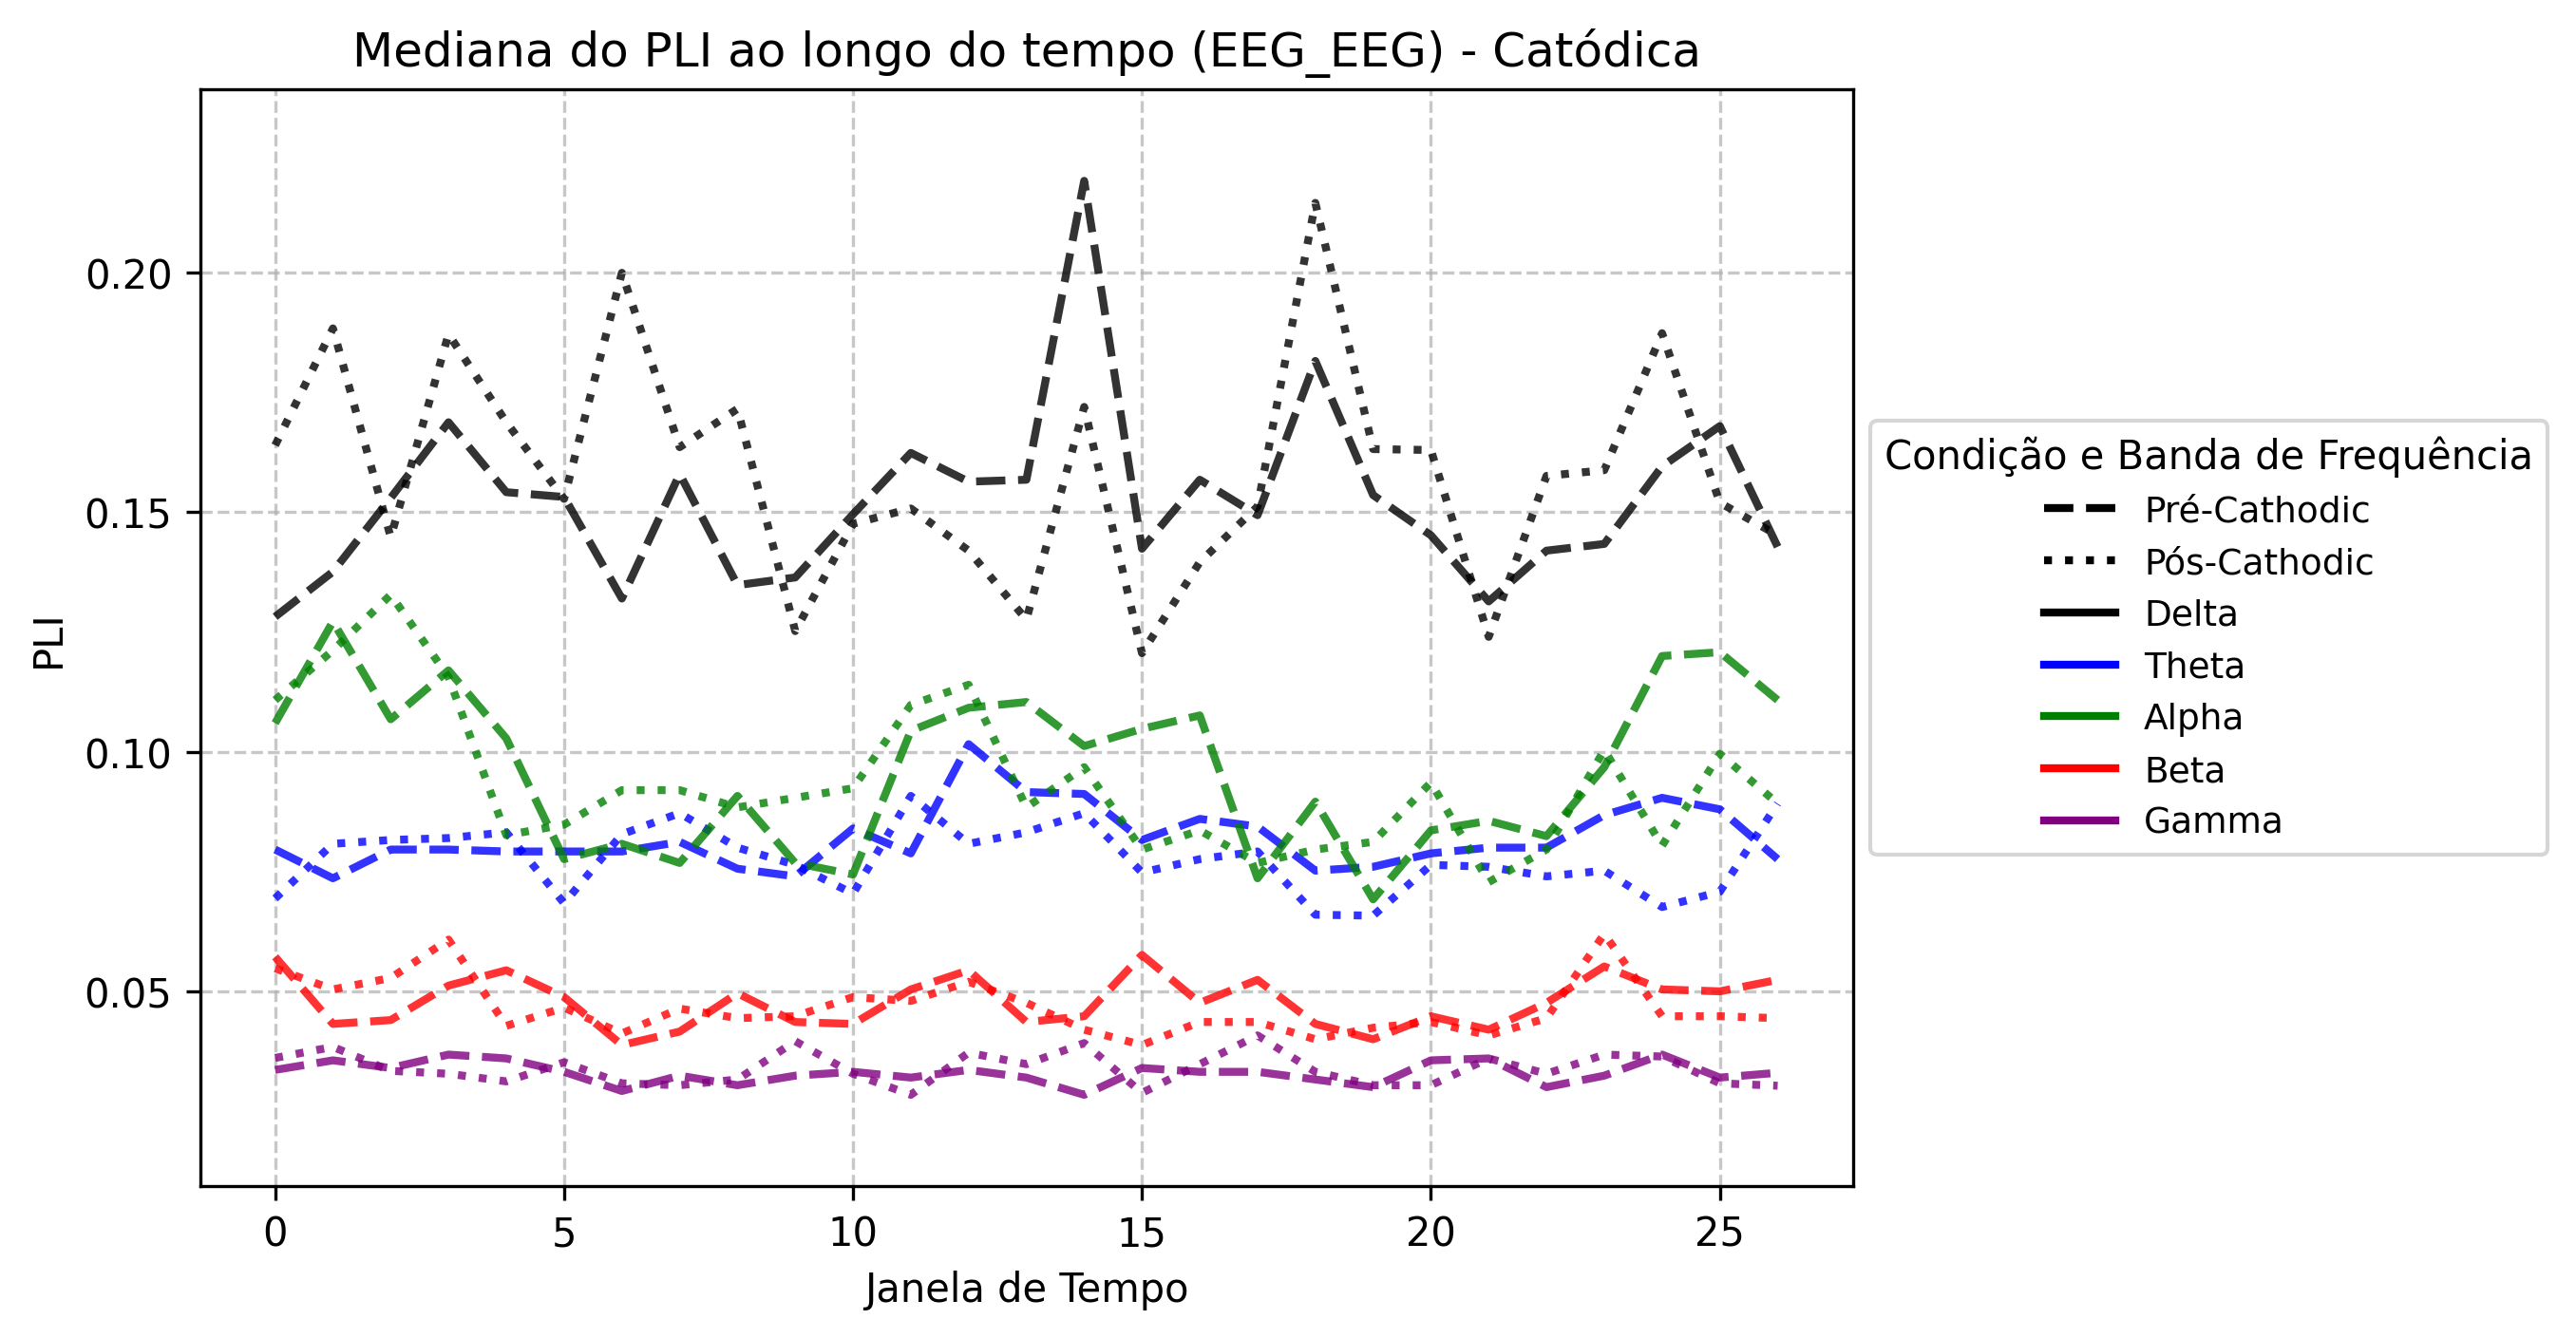 Mediana do PLI ao longo do tempo (EEG_EEG) - Catódica
PLI
0.20
0.15
0.10
0.05
0 5 10 15 20 25
Janela de Tempo
Condição e Banda de Frequência
Pré-Cathodic
Pós-Cathodic
Delta
Theta
Alpha
Beta
Gamma